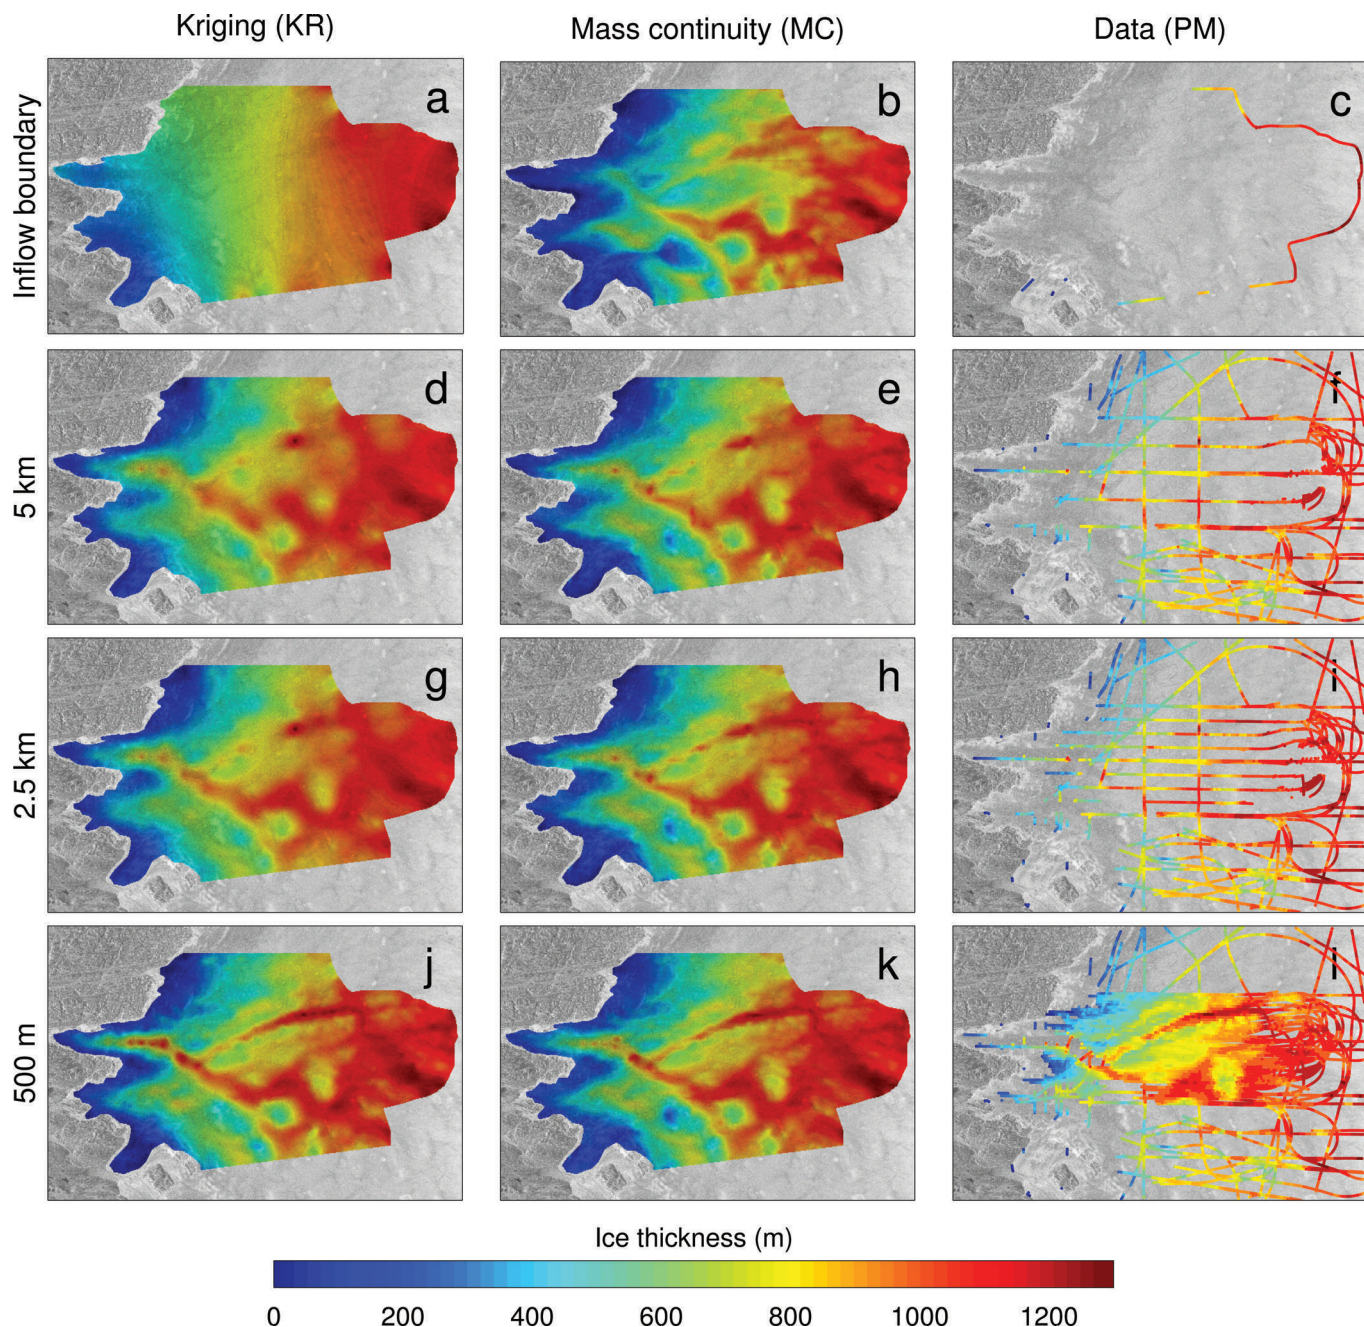 Kriging (KR)
Mass continuity (MC)
Data (PM)
Inflow boundary
a
b
c
5 km
d
e
f
2.5 km
g
h
i
500 m
j
k
l
Ice thickness (m)
0 200 400 600 800 1000 1200